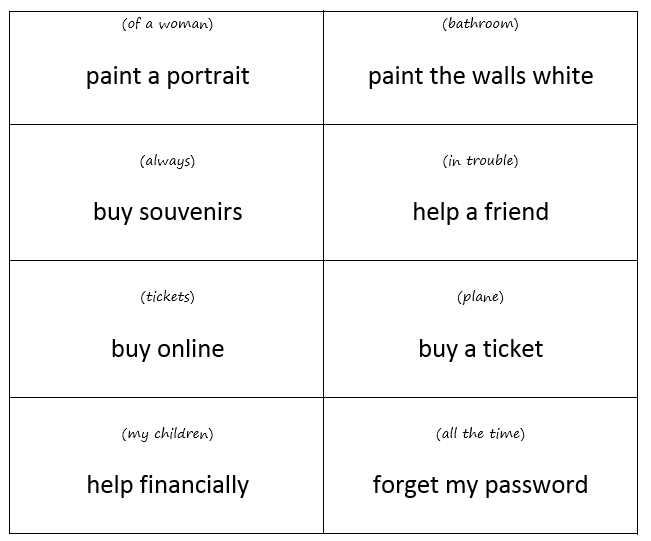 (of a woman)
paint a portrait
(bathroom)
paint the walls white
(always)
buy souvenirs
(in trouble)
help a friend
(tickets)
buy online
(plane)
buy a ticket
(my children)
help financially
(all the time)
forget my password